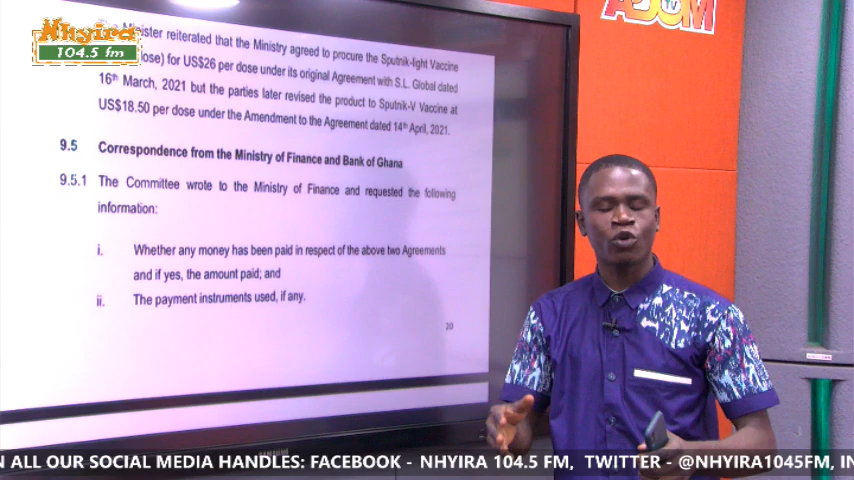 Nhyira
104.5 fm
ADOM
TV
Minister reiterated that the Ministry agreed to procure the Sputnik-light Vaccine
for US$26 per dose under its original Agreement with S.L. Global dated
16th March, 2021 but the parties later revised the product to Sputnik-V Vaccine at
US$18.50 per dose under the Amendment to the Agreement dated 14th April, 2021.
9.5 Correspondence from the Ministry of Finance and Bank of Ghana
9.5.1 The Committee wrote to the Ministry of Finance and requested the following
information:
i. Whether any money has been paid in respect of the above two Agreements
and if yes, the amount paid; and
ii. The payment instruments used, if any.
20
SAMSUNG
N ALL OUR SOCIAL MEDIA HANDLES: FACEBOOK - NHYIRA 104.5 FM, TWITTER - @NHYIRA1045FM, IN